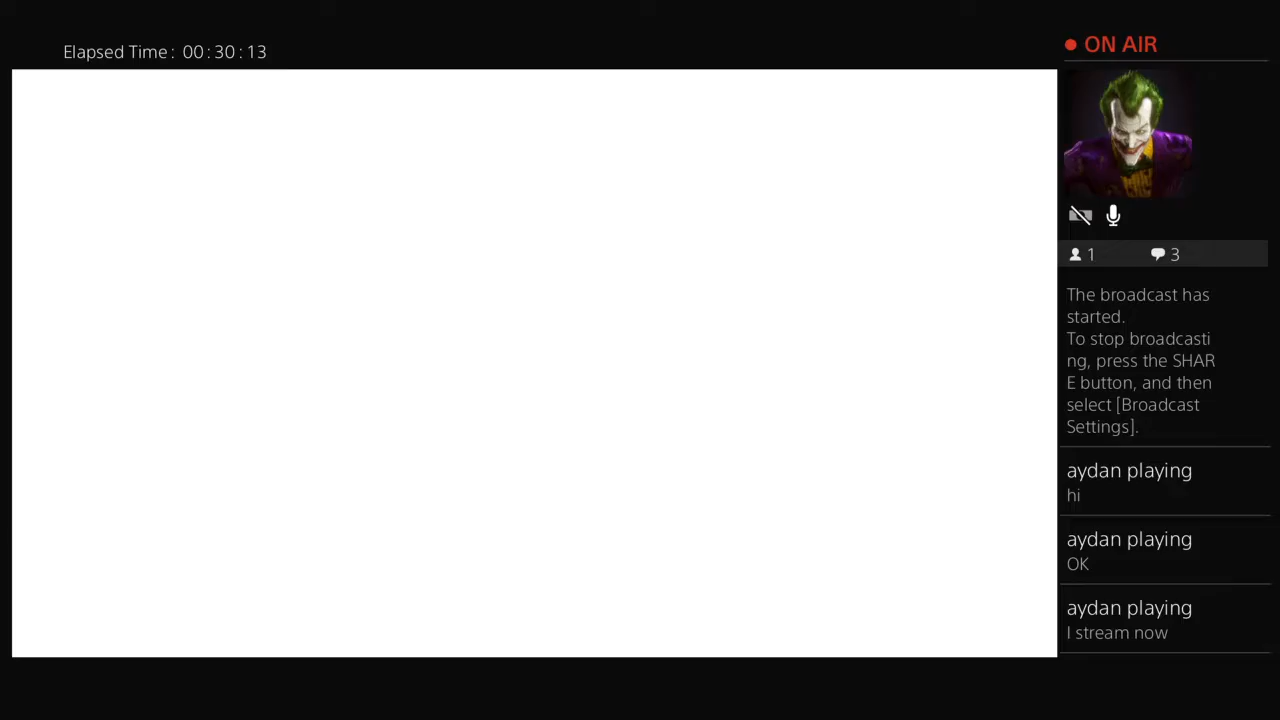 Elapsed Time: 00:30:13
ON AIR
1 3
The broadcast has
started.
To stop broadcasti
ng, press the SHAR
E button, and then
select [Broadcast
Settings].
aydan playing
hi
aydan playing
OK
aydan playing
I stream now